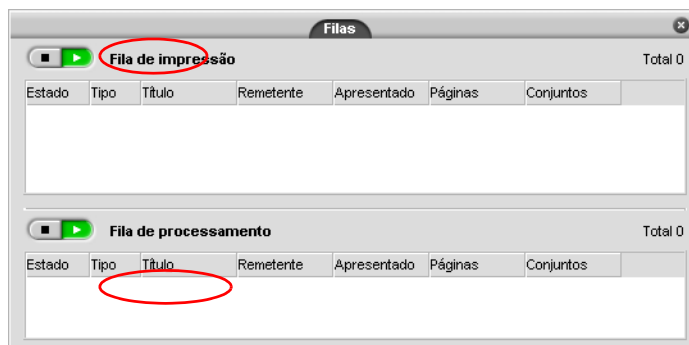 Filas
Fila de impressão Total 0
Estado Tipo Título Remetente Apresentado Páginas Conjuntos
Fila de processamento Total 0
Estado Tipo Título Remetente Apresentado Páginas Conjuntos